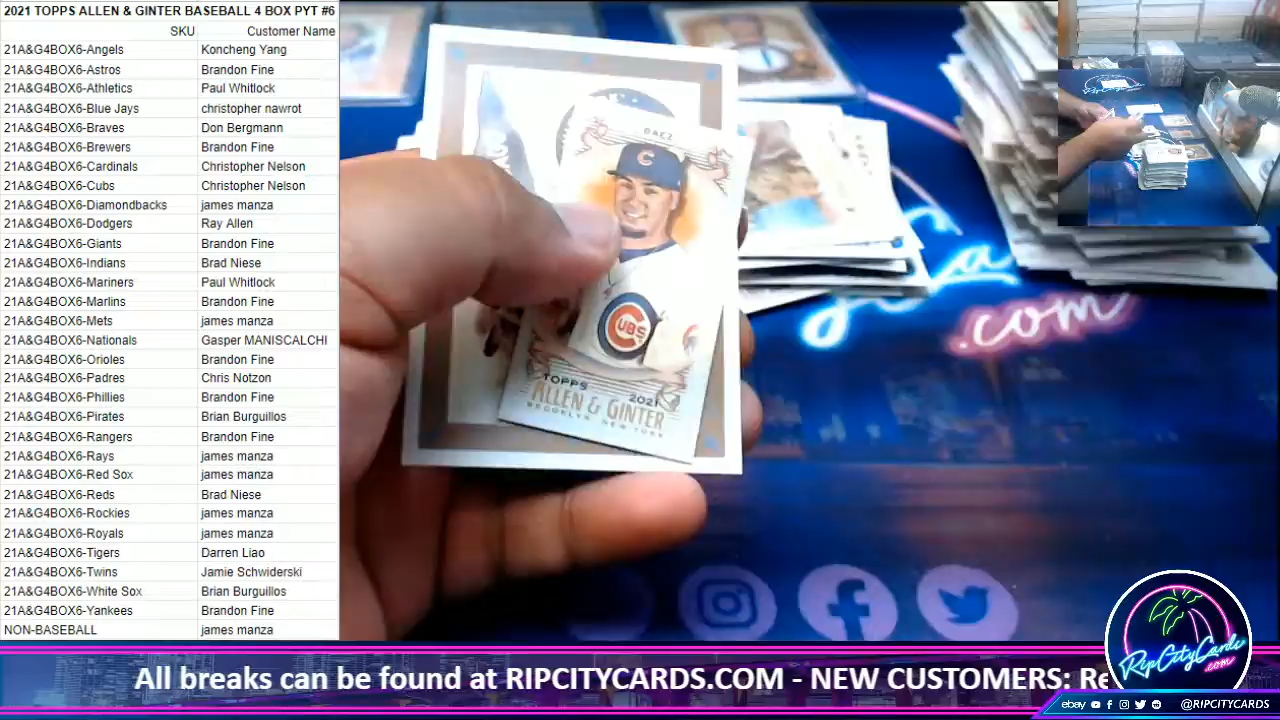 2021 TOPPS ALLEN & GINTER BASEBALL 4 BOX PYT #6
SKU Customer Name
21A&G4BOX6-Angels Koncheng Yang
21A&G4BOX6-Astros Brandon Fine
21A&G4BOX6-Athletics Paul Whitlock
21A&G4BOX6-Blue Jays christopher nawrot
21A&G4BOX6-Braves Don Bergmann
21A&G4BOX6-Brewers Brandon Fine
21A&G4BOX6-Cardinals Christopher Nelson
21A&G4BOX6-Cubs Christopher Nelson
21A&G4BOX6-Diamondbacks james manza
21A&G4BOX6-Dodgers Ray Allen
21A&G4BOX6-Giants Brandon Fine
21A&G4BOX6-Indians Brad Niese
21A&G4BOX6-Mariners Paul Whitlock
21A&G4BOX6-Marlins Brandon Fine
21A&G4BOX6-Mets james manza
21A&G4BOX6-Nationals Gasper MANISCALCHI
21A&G4BOX6-Orioles Brandon Fine
21A&G4BOX6-Padres Chris Notzon
21A&G4BOX6-Phillies Brandon Fine
21A&G4BOX6-Pirates Brian Burguillos
21A&G4BOX6-Rangers Brandon Fine
21A&G4BOX6-Rays james manza
21A&G4BOX6-Red Sox james manza
21A&G4BOX6-Reds Brad Niese
21A&G4BOX6-Rockies james manza
21A&G4BOX6-Royals james manza
21A&G4BOX6-Tigers Darren Liao
21A&G4BOX6-Twins Jamie Schwiderski
21A&G4BOX6-White Sox Brian Burguillos
21A&G4BOX6-Yankees Brandon Fine
NON-BASEBALL james manza
BAEZ
C
CUBS
TOPPS 2021
ALLEN & GINTER
BROOKLYN NEW YORK
.com
All breaks can be found at RIPCITYCARDS.COM - NEW CUSTOMERS: Re
RipCityCards
.com
ebay @RIPCITYCARDS